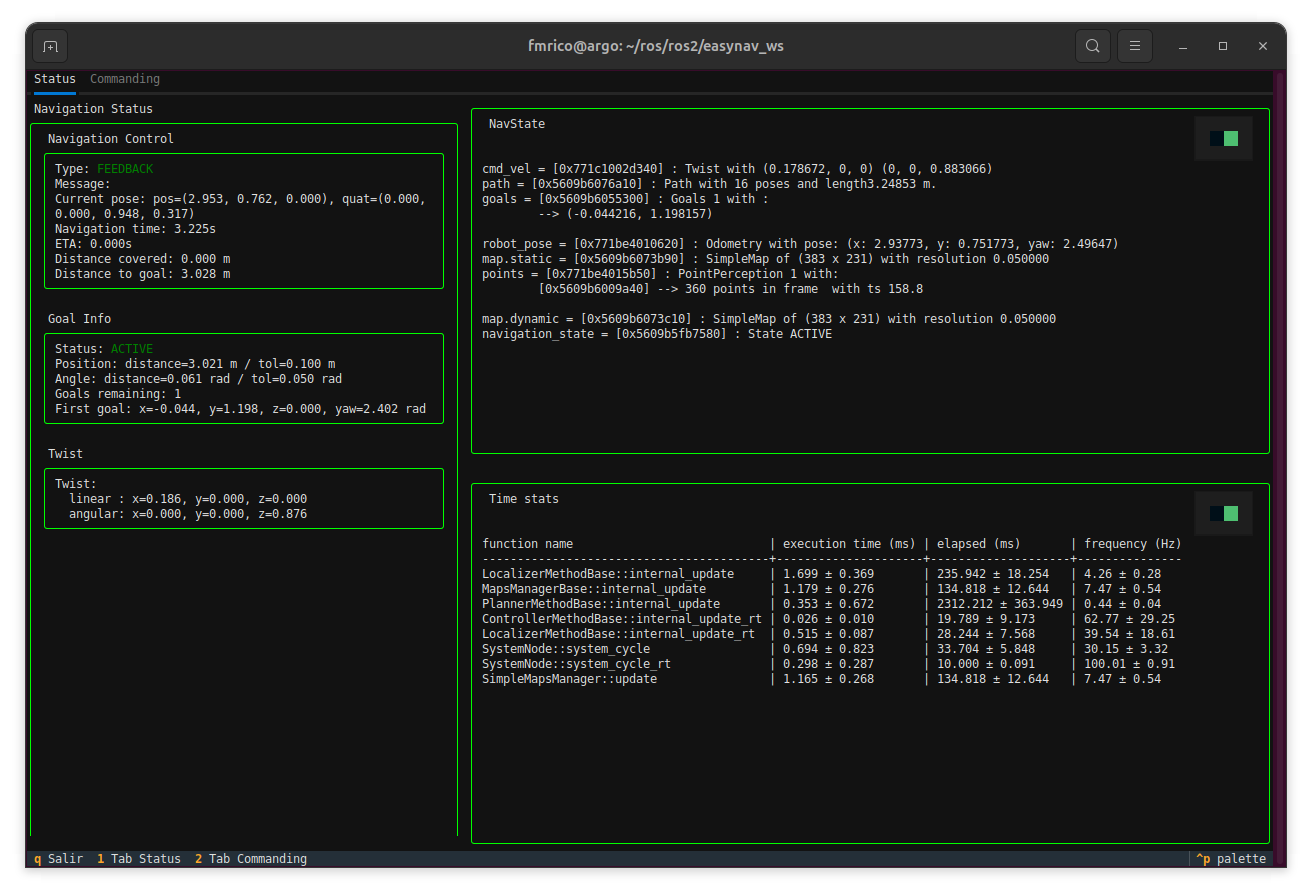 fmrico@argo: ~/ros/ros2/easynav_ws
Status Commanding
Navigation Status
Navigation Control
Type: FEEDBACK
Message:
Current pose: pos=(2.953, 0.762, 0.000), quat=(0.000,
0.000, 0.948, 0.317)
Navigation time: 3.225s
ETA: 0.000s
Distance covered: 0.000 m
Distance to goal: 3.028 m
Goal Info
Status: ACTIVE
Position: distance=3.021 m / tol=0.100 m
Angle: distance=0.061 rad / tol=0.050 rad
Goals remaining: 1
First goal: x=-0.044, y=1.198, z=0.000, yaw=2.402 rad
Twist
Twist:
linear : x=0.186, y=0.000, z=0.000
angular: x=0.000, y=0.000, z=0.876
NavState
cmd_vel = [0x771c1002d340] : Twist with (0.178672, 0, 0) (0, 0, 0.883066)
path = [0x5609b6076a10] : Path with 16 poses and length3.24853 m.
goals = [0x5609b6055300] : Goals 1 with :
--> (-0.044216, 1.198157)
robot_pose = [0x771be4010620] : Odometry with pose: (x: 2.93773, y: 0.751773, yaw: 2.49647)
map.static = [0x5609b6073b90] : SimpleMap of (383 x 231) with resolution 0.050000
points = [0x771be4015b50] : PointPerception 1 with:
[0x5609b6009a40] --> 360 points in frame  with ts 158.8
map.dynamic = [0x5609b6073c10] : SimpleMap of (383 x 231) with resolution 0.050000
navigation_state = [0x5609b5fb7580] : State ACTIVE
Time stats
function name | execution time (ms) | elapsed (ms) | frequency (Hz)
-----------------------------------------+---------------------+--------------------+---------------
LocalizerMethodBase::internal_update | 1.699 ± 0.369 | 235.942 ± 18.254 | 4.26 ± 0.28
MapsManagerBase::internal_update | 1.179 ± 0.276 | 134.818 ± 12.644 | 7.47 ± 0.54
PlannerMethodBase::internal_update | 0.353 ± 0.672 | 2312.212 ± 363.949 | 0.44 ± 0.04
ControllerMethodBase::internal_update_rt | 0.026 ± 0.010 | 19.789 ± 9.173 | 62.77 ± 29.25
LocalizerMethodBase::internal_update_rt | 0.515 ± 0.087 | 28.244 ± 7.568 | 39.54 ± 18.61
SystemNode::system_cycle | 0.694 ± 0.823 | 33.704 ± 5.848 | 30.15 ± 3.32
SystemNode::system_cycle_rt | 0.298 ± 0.287 | 10.000 ± 0.091 | 100.01 ± 0.91
SimpleMapsManager::update | 1.165 ± 0.268 | 134.818 ± 12.644 | 7.47 ± 0.54
q Salir 1 Tab Status 2 Tab Commanding ^p palette